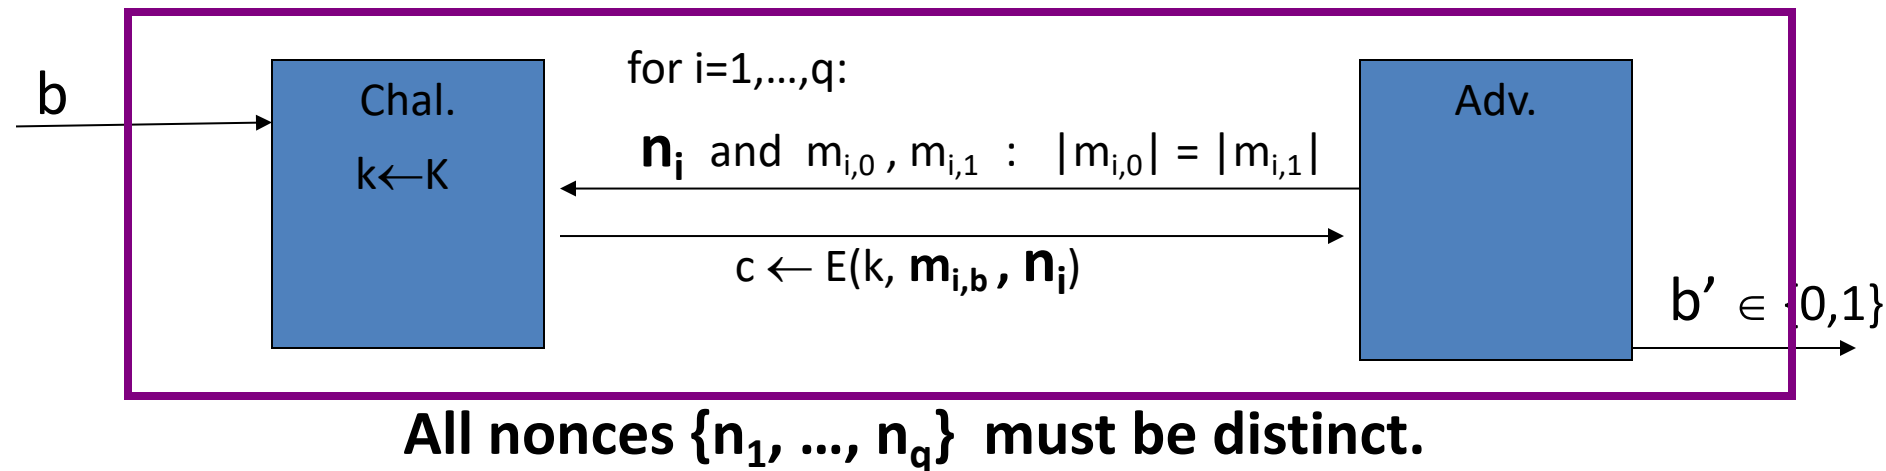 b
Chal.
k←K
for i=1,…,q:
nᵢ and mᵢ,₀ , mᵢ,₁ : |mᵢ,₀| = |mᵢ,₁|
c ← E(k, mᵢ,b , nᵢ)
Adv.
b’ ∈ {0,1}
All nonces {n₁, …, nq} must be distinct.